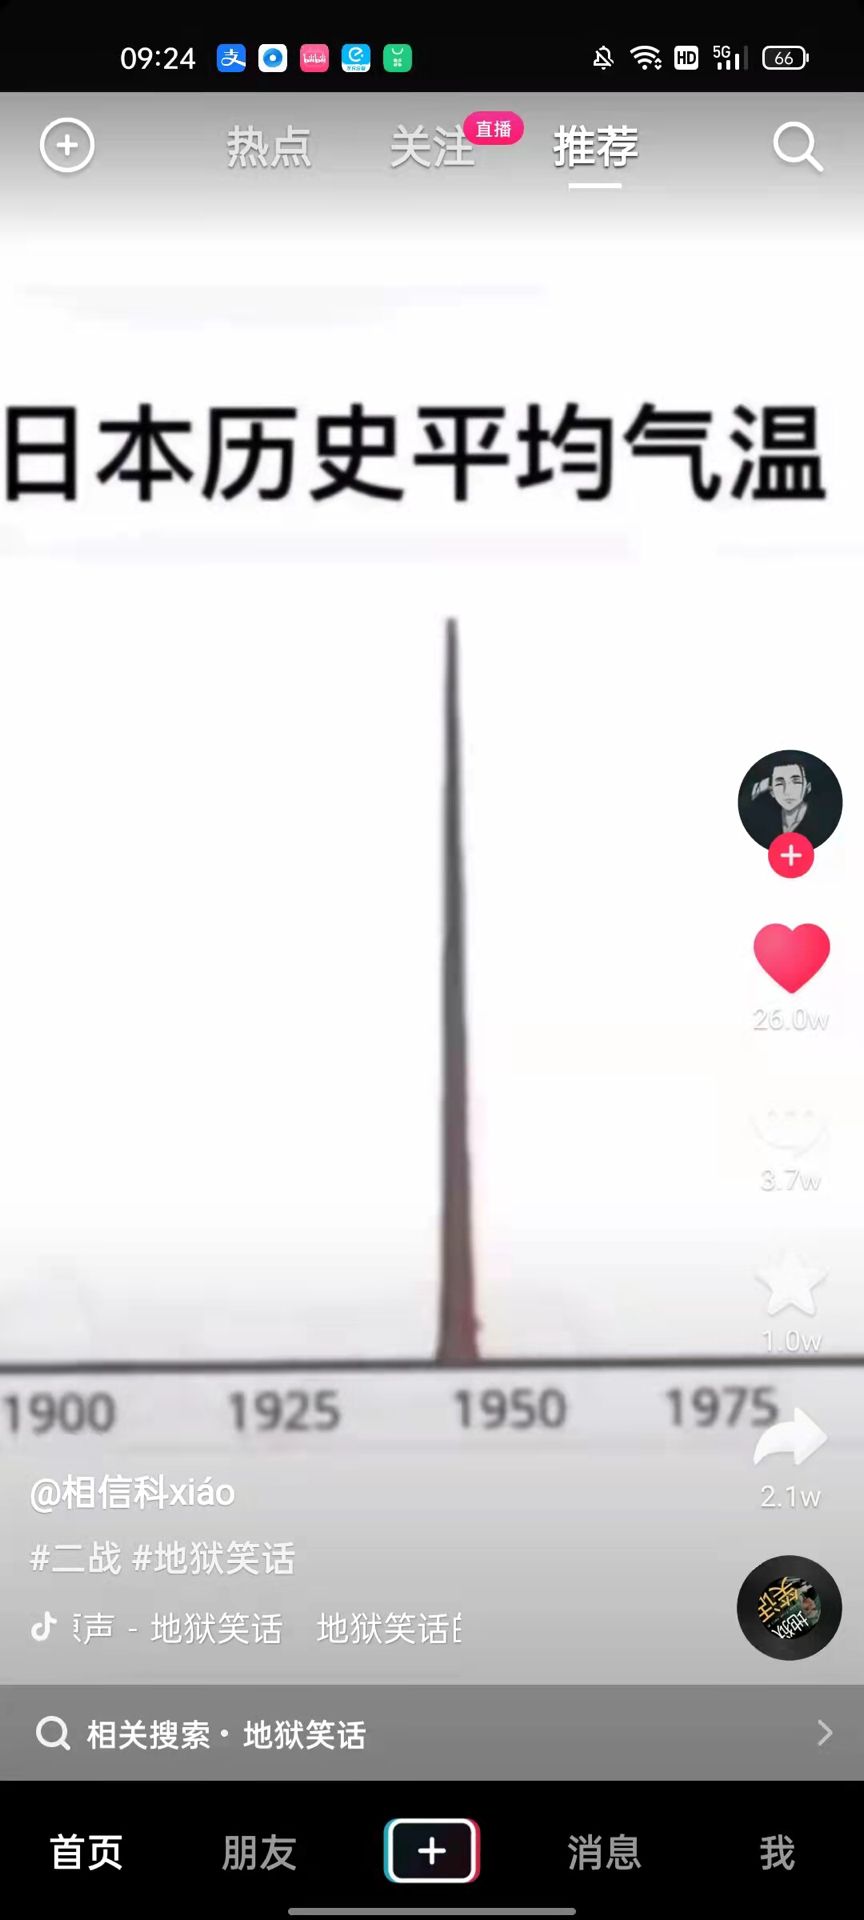 09:24
HD 5G 66
热点 关注 直播 推荐
日本历史平均气温
26.0w
3.7w
1.0w
1900 1925 1950 1975
2.1w
@相信科xiáo
#二战 #地狱笑话
声 - 地狱笑话 地狱笑话
相关搜索 · 地狱笑话
首页 朋友 消息 我